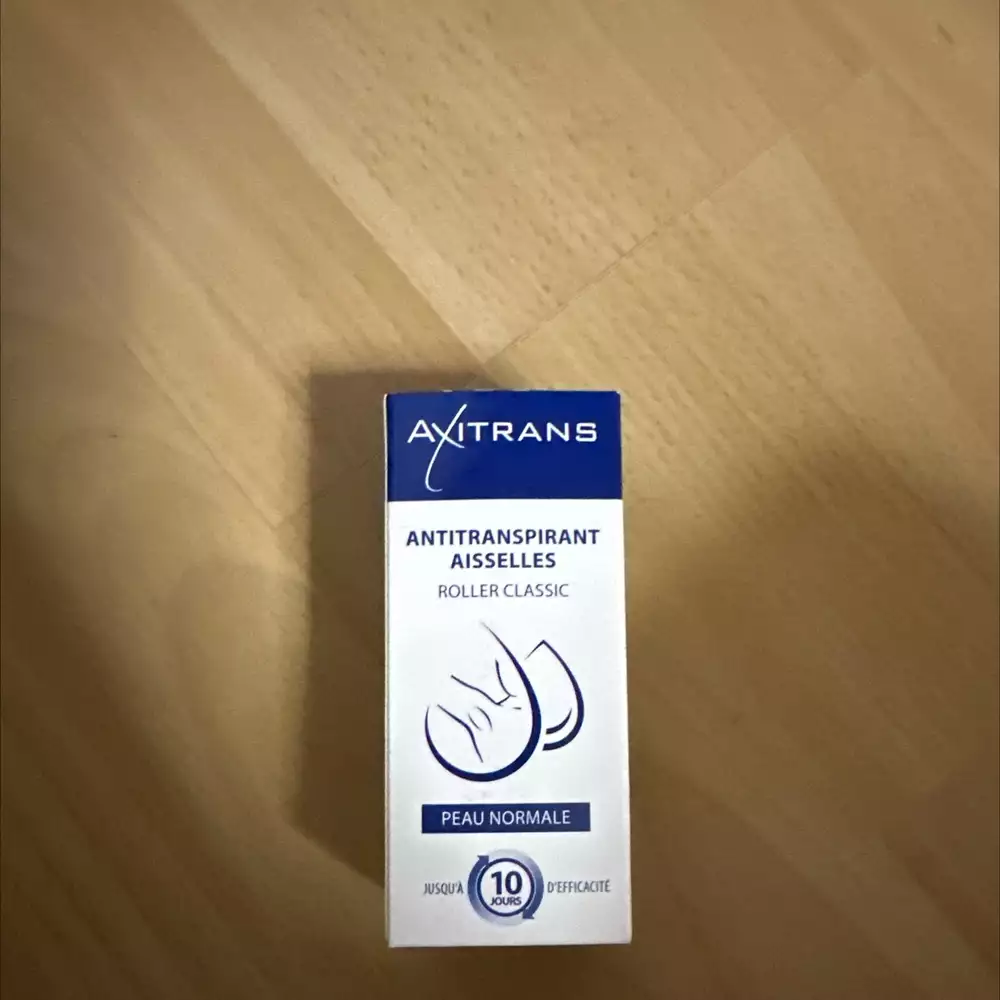 AXITRANS
ANTITRANSPIRANT
AISSELLES
ROLLER CLASSIC
PEAU NORMALE
JUSQU'À 10 JOURS D'EFFICACITÉ